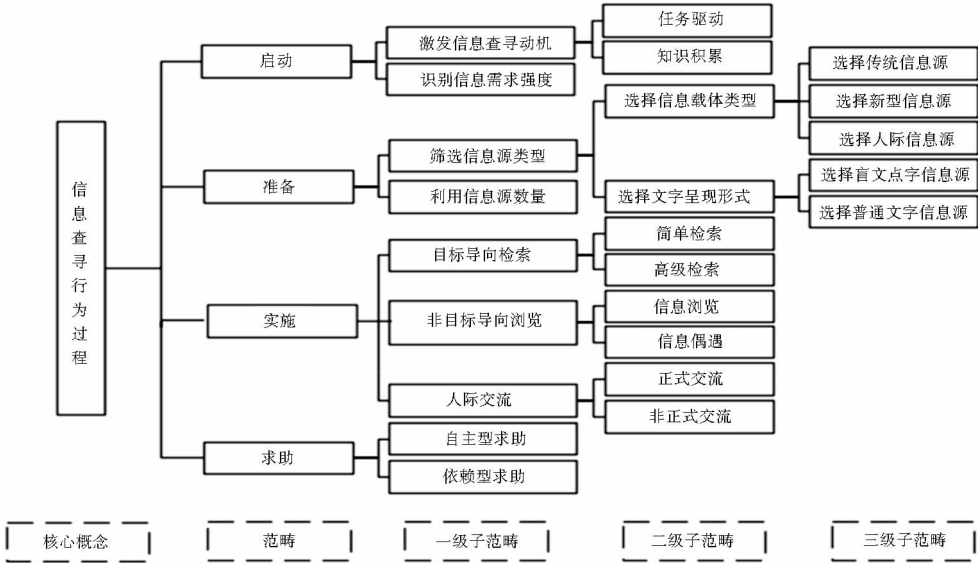 信息查寻行为过程
启动
激发信息查寻动机
任务驱动
知识积累
识别信息需求强度
准备
筛选信息源类型
选择信息载体类型
选择传统信息源
选择新型信息源
选择人际信息源
选择文字呈现形式
选择盲文点字信息源
选择普通文字信息源
利用信息源数量
实施
目标导向检索
简单检索
高级检索
非目标导向浏览
信息浏览
信息偶遇
人际交流
正式交流
非正式交流
求助
自主型求助
依赖型求助
核心概念
范畴
一级子范畴
二级子范畴
三级子范畴